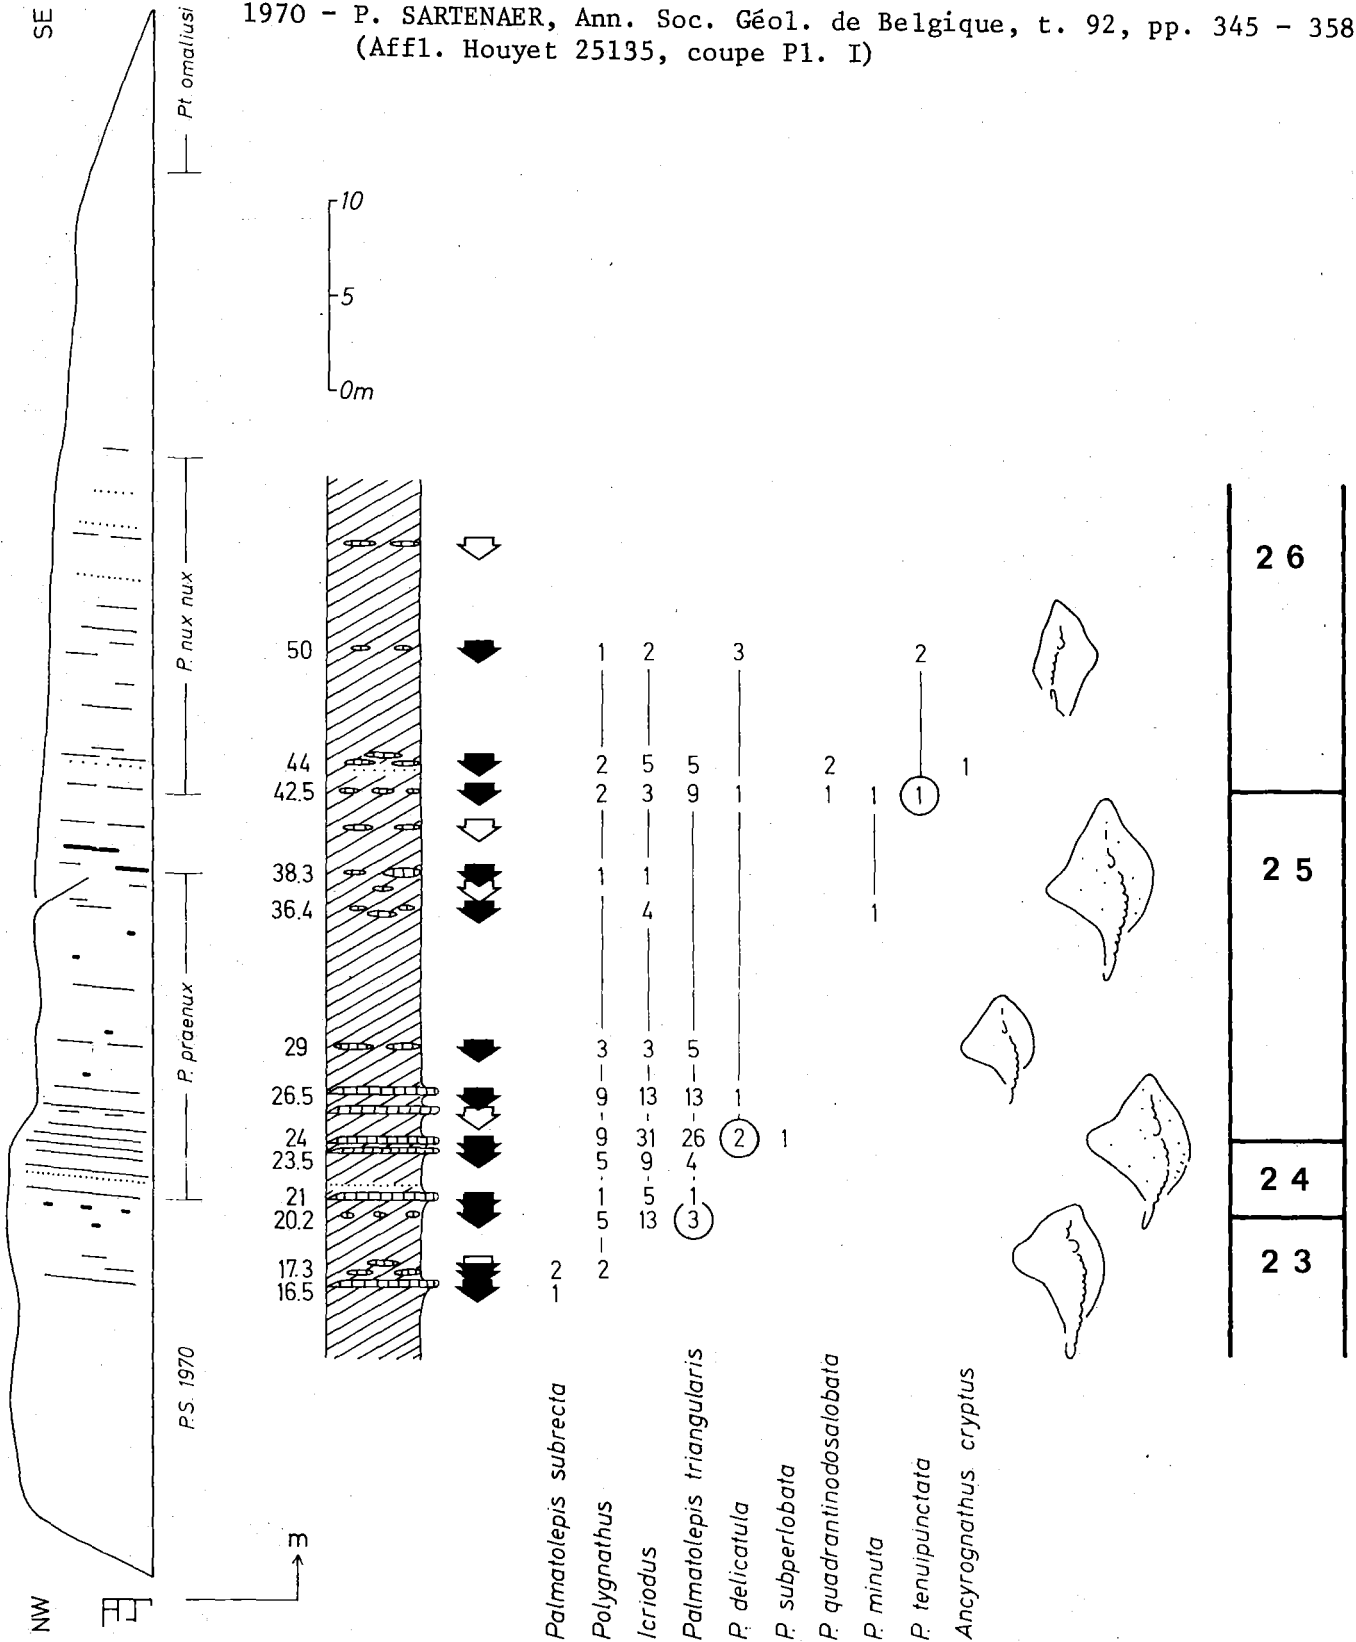 1970 - P. SARTENAER, Ann. Soc. Géol. de Belgique, t. 92, pp. 345 - 358
(Affl. Houyet 25135, coupe Pl. I)
SE
Pt. omaliusi
10
5
0m
P. nux nux
P. praenux
P.S. 1970
NW
m
26
50 1 2 3 2
44 2 5 5 2 1
42.5 2 3 9 1 1 1 1
25
38.3 1 1
36.4 4 1
29 3 3 5
26.5 9 13 13 1
24 9 31 26 2 1
23.5 5 9 4
24
21 1 5 1
20.2 5 13 3
23
17.3 2 2
16.5 1
Palmatolepis subrecta
Polygnathus
Icriodus
Palmatolepis triangularis
P. delicatula
P. subperlobata
P. quadrantinodosalobata
P. minuta
P. tenuipunctata
Ancyrognathus cryptus